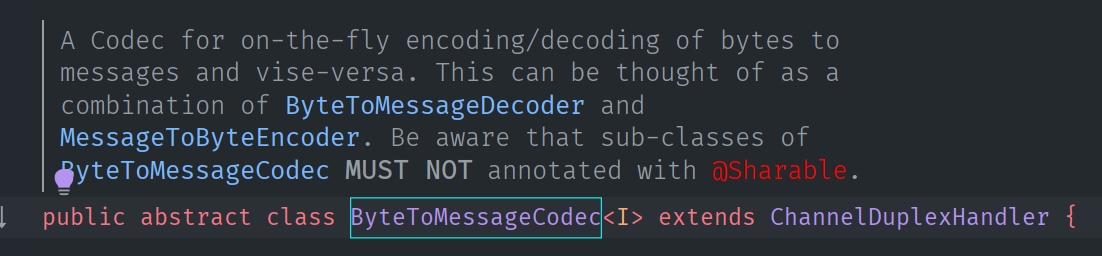 A Codec for on-the-fly encoding/decoding of bytes to
messages and vise-versa. This can be thought of as a
combination of ByteToMessageDecoder and
MessageToByteEncoder. Be aware that sub-classes of
ByteToMessageCodec MUST NOT annotated with @Sharable.
public abstract class ByteToMessageCodec<I> extends ChannelDuplexHandler {